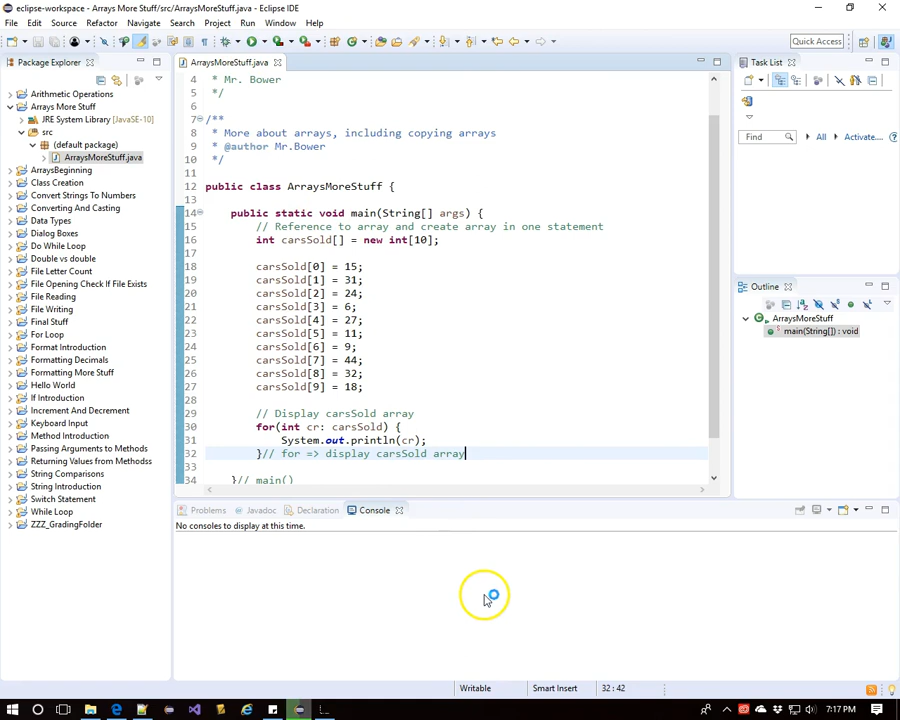 eclipse-workspace - Arrays More Stuff/src/ArraysMoreStuff.java - Eclipse IDE
File Edit Source Refactor Navigate Search Project Run Window Help
Quick Access
Package Explorer
Arithmetic Operations
Arrays More Stuff
JRE System Library [JavaSE-10]
src
(default package)
ArraysMoreStuff.java
ArraysBeginning
Class Creation
Convert Strings To Numbers
Converting And Casting
Data Types
Dialog Boxes
Do While Loop
Double vs double
File Letter Count
File Opening Check If File Exists
File Reading
File Writing
Final Stuff
For Loop
Format Introduction
Formatting Decimals
Formatting More Stuff
Hello World
If Introduction
Increment And Decrement
Keyboard Input
Method Introduction
Passing Arguments to Methods
Returning Values from Methodss
String Comparisons
String Introduction
Switch Statement
While Loop
ZZZ_GradingFolder
ArraysMoreStuff.java
4 * Mr. Bower
5 */
6
7 /**
8 * More about arrays, including copying arrays
9 * @author Mr.Bower
10 */
11
12 public class ArraysMoreStuff {
13
14 public static void main(String[] args) {
15 // Reference to array and create array in one statement
16 int carsSold[] = new int[10];
17
18 carsSold[0] = 15;
19 carsSold[1] = 31;
20 carsSold[2] = 24;
21 carsSold[3] = 6;
22 carsSold[4] = 27;
23 carsSold[5] = 11;
24 carsSold[6] = 9;
25 carsSold[7] = 44;
26 carsSold[8] = 32;
27 carsSold[9] = 18;
28
29 // Display carsSold array
30 for(int cr: carsSold) {
31 System.out.println(cr);
32 }// for => display carsSold array
33
34 }// main()
Task List
Find All Activate...
Outline
ArraysMoreStuff
main(String[]) : void
Problems Javadoc Declaration Console
No consoles to display at this time.
Writable Smart Insert 32 : 42
7:17 PM